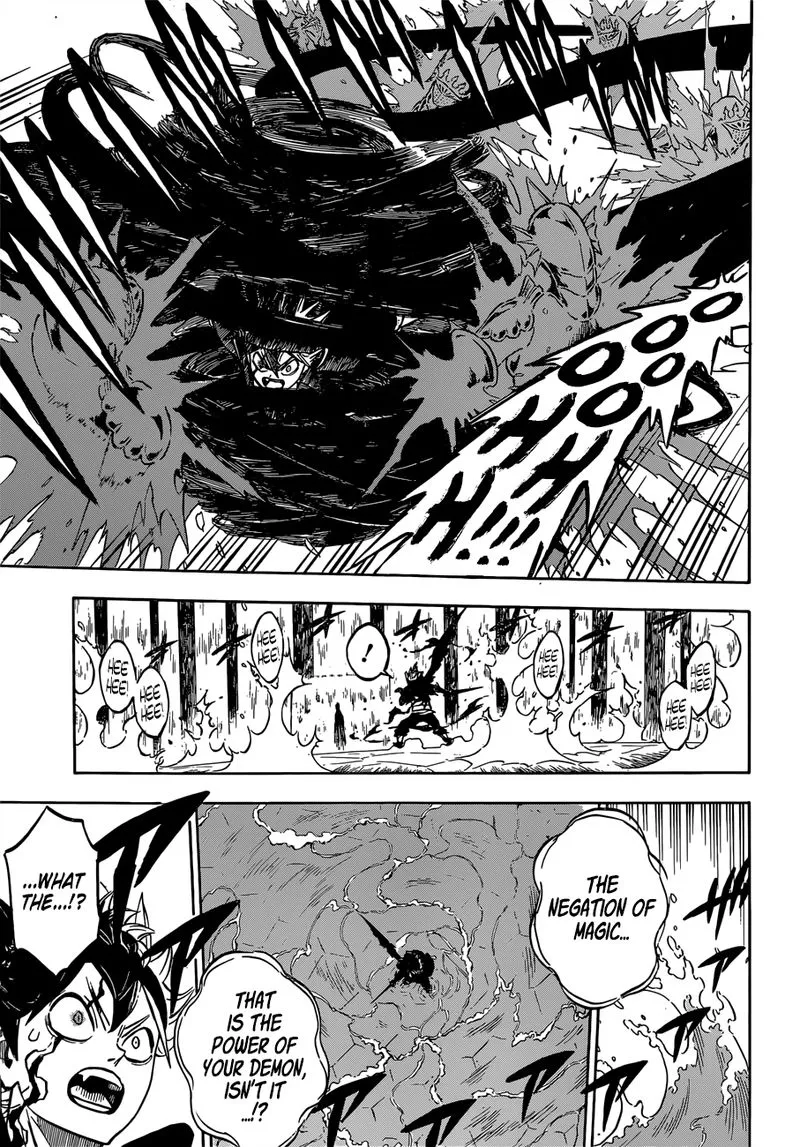 HEE
HEE!
HEE
HEE!
!
HEE
HEE!
HEE
HEE!
HEE
HEE!
THE
NEGATION OF
MAGIC...
THAT
IS THE
POWER OF
YOUR DEMON,
ISN'T IT
...!?
...WHAT
THE...!?